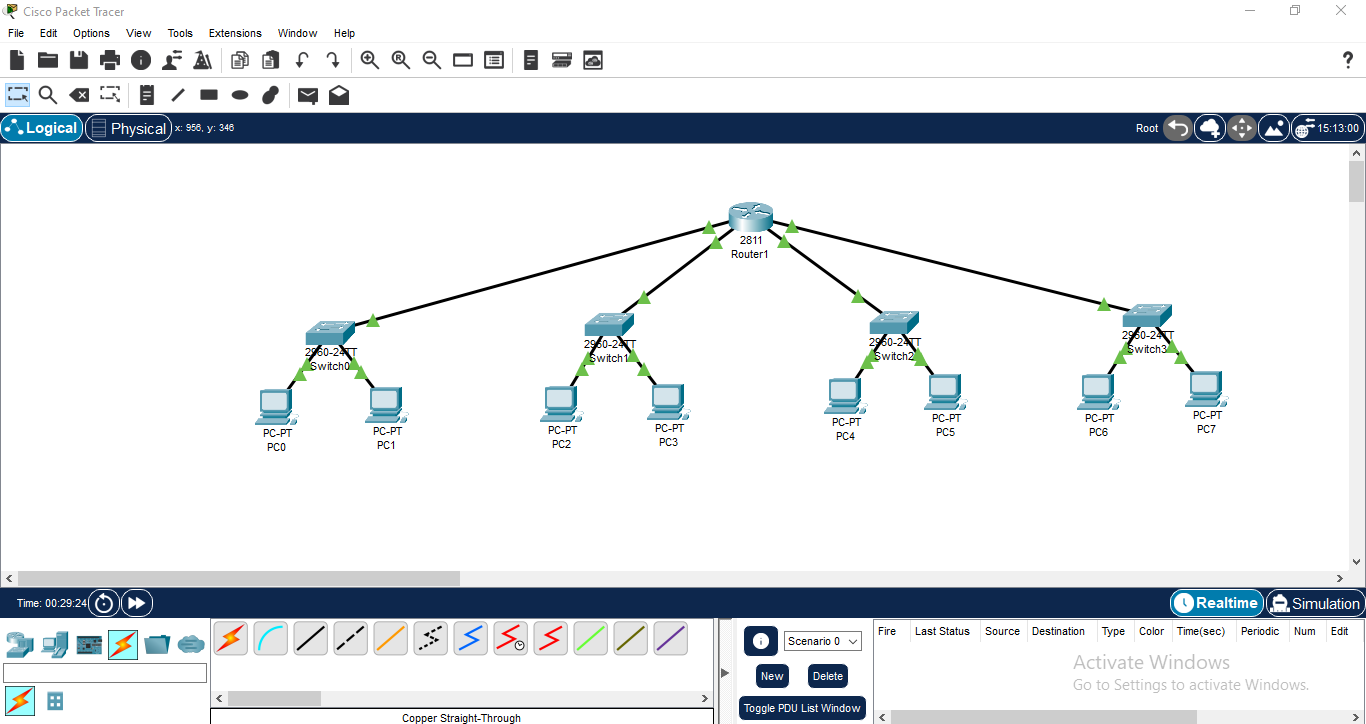 Cisco Packet Tracer
File Edit Options View Tools Extensions Window Help
?
Logical Physical x: 956, y: 346 Root 15:13:00
2811
Router1
2960-24TT
Switch0
2960-24TT
Switch1
2960-24TT
Switch2
2960-24TT
Switch3
PC-PT
PC0
PC-PT
PC1
PC-PT
PC2
PC-PT
PC3
PC-PT
PC4
PC-PT
PC5
PC-PT
PC6
PC-PT
PC7
Time: 00:29:24 Realtime Simulation
Scenario 0
New Delete
Toggle PDU List Window
Fire Last Status Source Destination Type Color Time(sec) Periodic Num Edit
Activate Windows
Go to Settings to activate Windows.
Copper Straight-Through